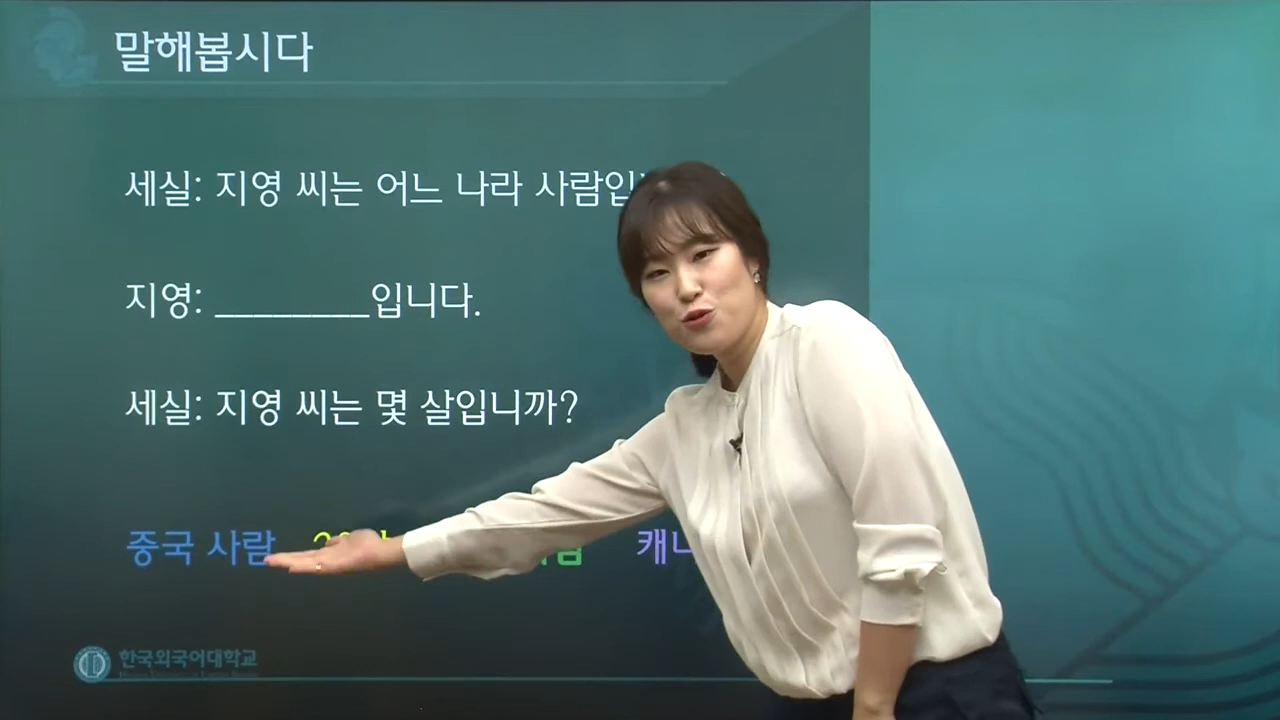 말해봅시다
세실: 지영 씨는 어느 나라 사람입
지영: ________입니다.
세실: 지영 씨는 몇 살입니까?
중국 사람
한국외국어대학교